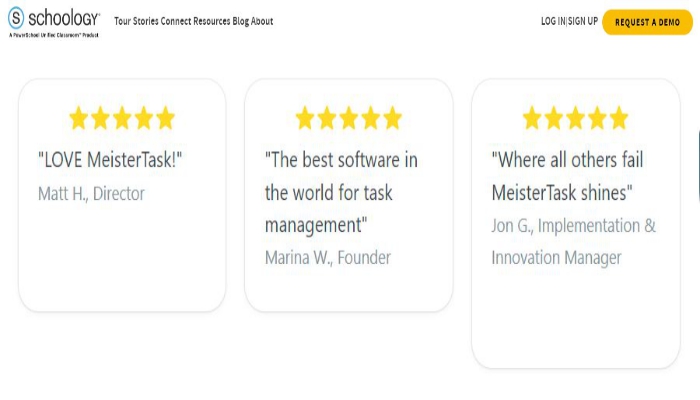 schoology
A PowerSchool Unified Classroom™ Product
Tour Stories Connect Resources Blog About
LOG IN|SIGN UP
REQUEST A DEMO
"LOVE MeisterTask!"
Matt H., Director
"The best software in
the world for task
management"
Marina W., Founder
"Where all others fail
MeisterTask shines"
Jon G., Implementation &
Innovation Manager